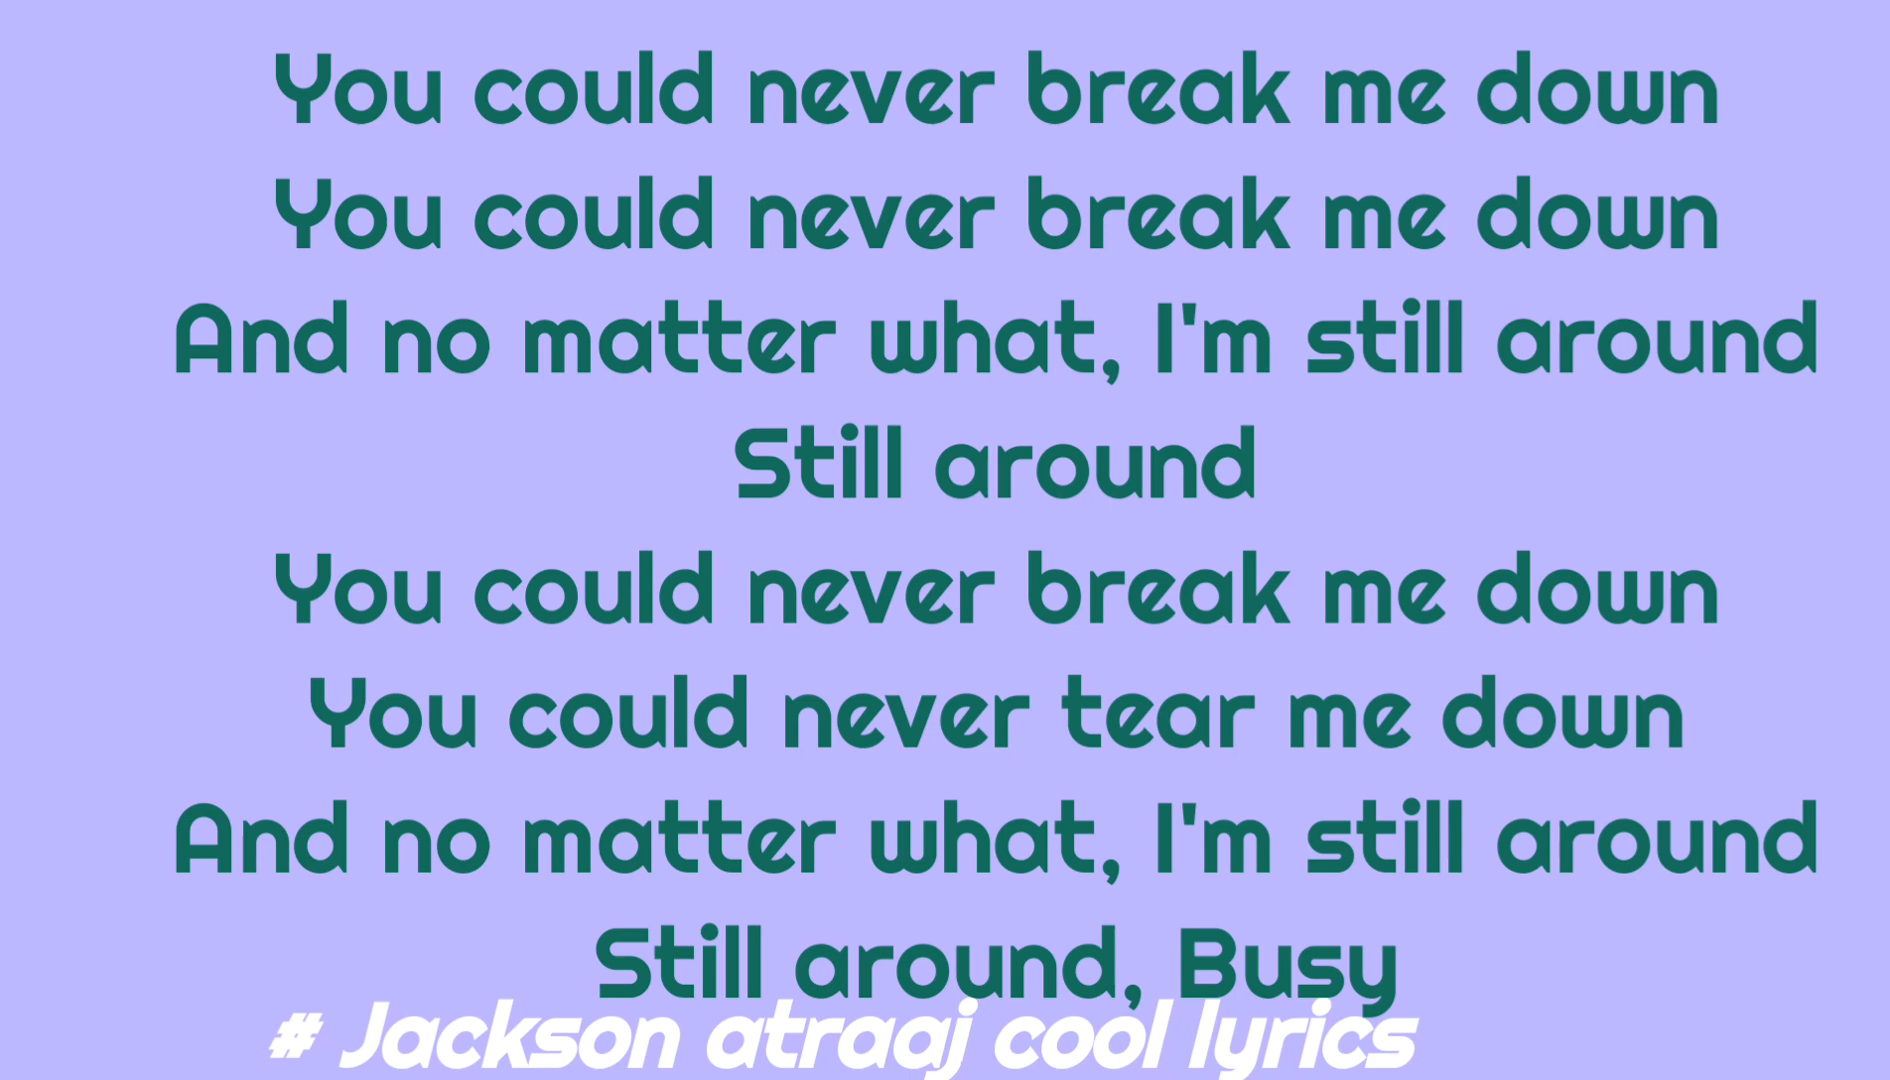 You could never break me down
You could never break me down
And no matter what, I'm still around
Still around
You could never break me down
You could never tear me down
And no matter what, I'm still around
Still around, Busy
# Jackson atraaj cool lyrics